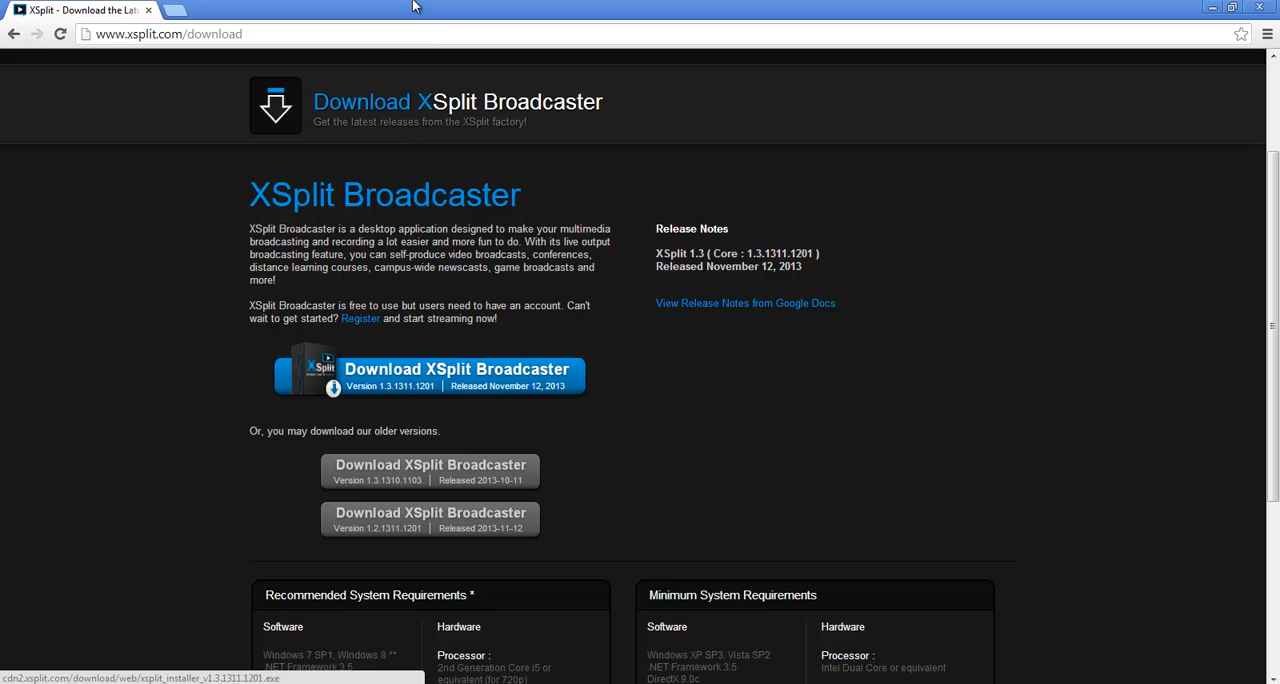 XSplit - Download the Lat
www.xsplit.com/download
Download XSplit Broadcaster
Get the latest releases from the XSplit factory!
XSplit Broadcaster
XSplit Broadcaster is a desktop application designed to make your multimedia
broadcasting and recording a lot easier and more fun to do. With its live output
broadcasting feature, you can self-produce video broadcasts, conferences,
distance learning courses, campus-wide newscasts, game broadcasts and
more!
XSplit Broadcaster is free to use but users need to have an account. Can't
wait to get started? Register and start streaming now!
Release Notes
XSplit 1.3 ( Core : 1.3.1311.1201 )
Released November 12, 2013
View Release Notes from Google Docs
XSplit
Download XSplit Broadcaster
Version 1.3.1311.1201 | Released November 12, 2013
Or, you may download our older versions.
Download XSplit Broadcaster
Version 1.3.1310.1103 | Released 2013-10-11
Download XSplit Broadcaster
Version 1.2.1311.1201 | Released 2013-11-12
Recommended System Requirements *
Software
Windows 7 SP1, Windows 8 **
.NET Framework 3.5
Hardware
Processor :
2nd Generation Core i5 or
equivalent (for 720p)
Minimum System Requirements
Software
Windows XP SP3, Vista SP2
.NET Framework 3.5
DirectX 9.0c
Hardware
Processor :
Intel Dual Core or equivalent
cdn2.xsplit.com/download/web/xsplit_installer_v1.3.1311.1201.exe